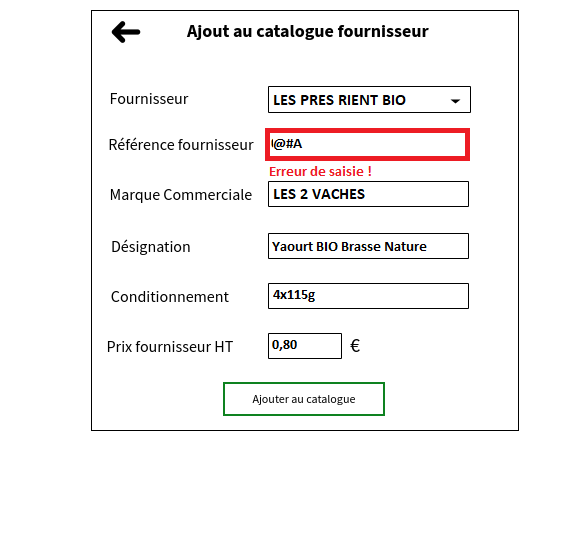 Ajout au catalogue fournisseur
Fournisseur LES PRES RIENT BIO
Référence fournisseur !@#A
Erreur de saisie !
Marque Commerciale LES 2 VACHES
Désignation Yaourt BIO Brasse Nature
Conditionnement 4x115g
Prix fournisseur HT 0,80 €
Ajouter au catalogue